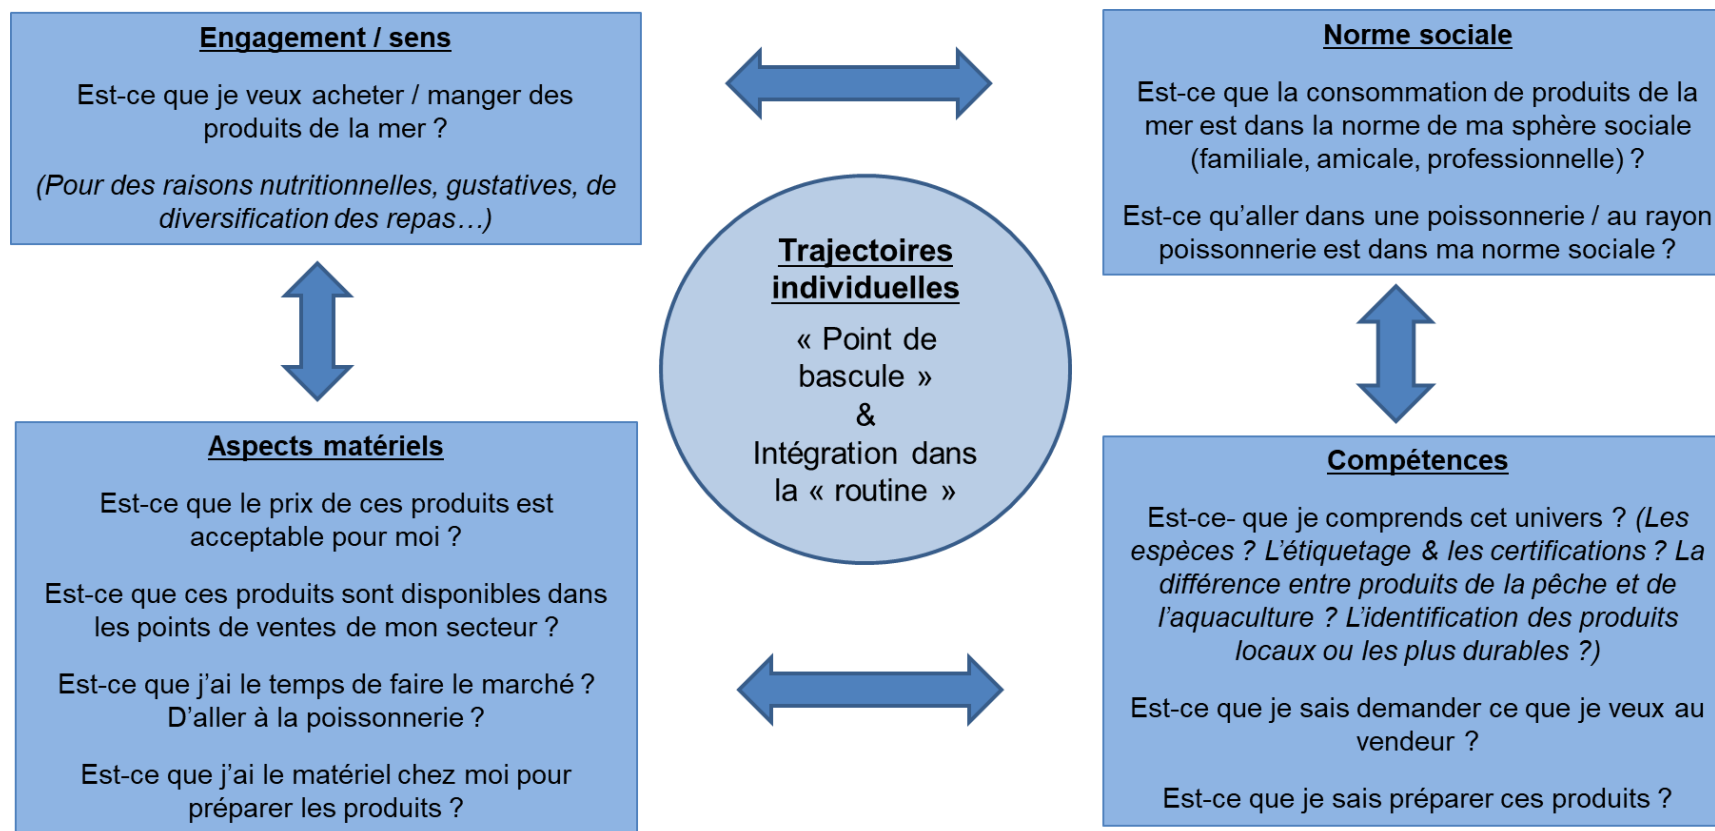 Engagement / sens
Est-ce que je veux acheter / manger des
produits de la mer ?
(Pour des raisons nutritionnelles, gustatives, de
diversification des repas…)
Norme sociale
Est-ce que la consommation de produits de la
mer est dans la norme de ma sphère sociale
(familiale, amicale, professionnelle) ?
Est-ce qu’aller dans une poissonnerie / au rayon
poissonnerie est dans ma norme sociale ?
Trajectoires
individuelles
« Point de
bascule »
&
Intégration dans
la « routine »
Aspects matériels
Est-ce que le prix de ces produits est
acceptable pour moi ?
Est-ce que ces produits sont disponibles dans
les points de ventes de mon secteur ?
Est-ce que j’ai le temps de faire le marché ?
D’aller à la poissonnerie ?
Est-ce que j’ai le matériel chez moi pour
préparer les produits ?
Compétences
Est-ce- que je comprends cet univers ? (Les
espèces ? L’étiquetage & les certifications ? La
différence entre produits de la pêche et de
l’aquaculture ? L’identification des produits
locaux ou les plus durables ?)
Est-ce que je sais demander ce que je veux au
vendeur ?
Est-ce que je sais préparer ces produits ?